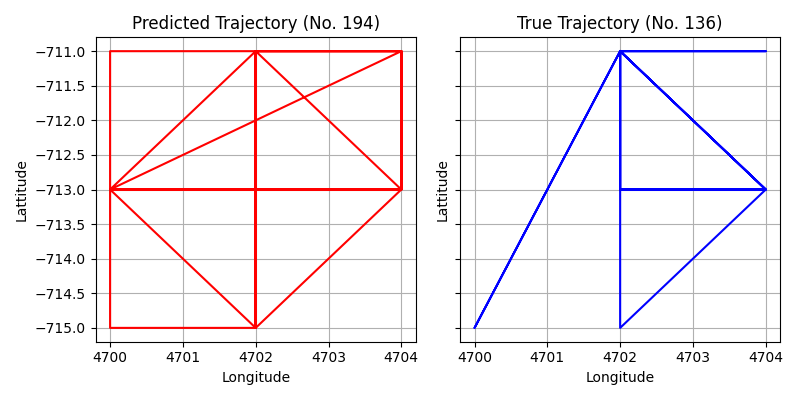 Predicted Trajectory (No. 194)
True Trajectory (No. 136)
Lattitude
−711.0
−711.5
−712.0
−712.5
−713.0
−713.5
−714.0
−714.5
−715.0
4700 4701 4702 4703 4704
Longitude
Lattitude
4700 4701 4702 4703 4704
Longitude